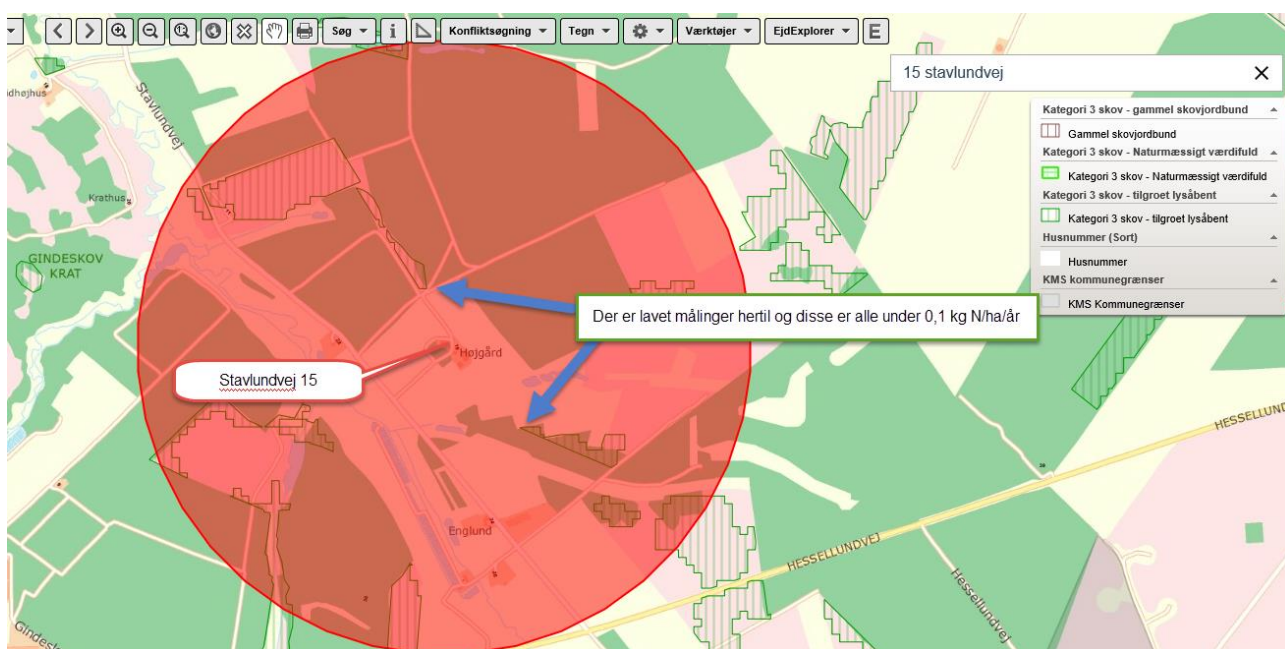 Søg
i
Konfliktsøgning
Tegn
Værktøjer
EjdExplorer
E
15 stavlundvej
Kategori 3 skov - gammel skovjordbund
Gammel skovjordbund
Kategori 3 skov - Naturmæssigt værdifuld
Kategori 3 skov - Naturmæssigt værdifuld
Kategori 3 skov - tilgroet lysåbent
Kategori 3 skov - tilgroet lysåbent
Husnummer (Sort)
Husnummer
KMS kommunegrænser
KMS Kommunegrænser
Stavlundvej
Krathus
GINDESKOV
KRAT
Der er lavet målinger hertil og disse er alle under 0,1 kg N/ha/år
Højgård
Stavlundvej 15
HESSELLUND
Englund
HESSELLUNDVEJ
Hessellundvej